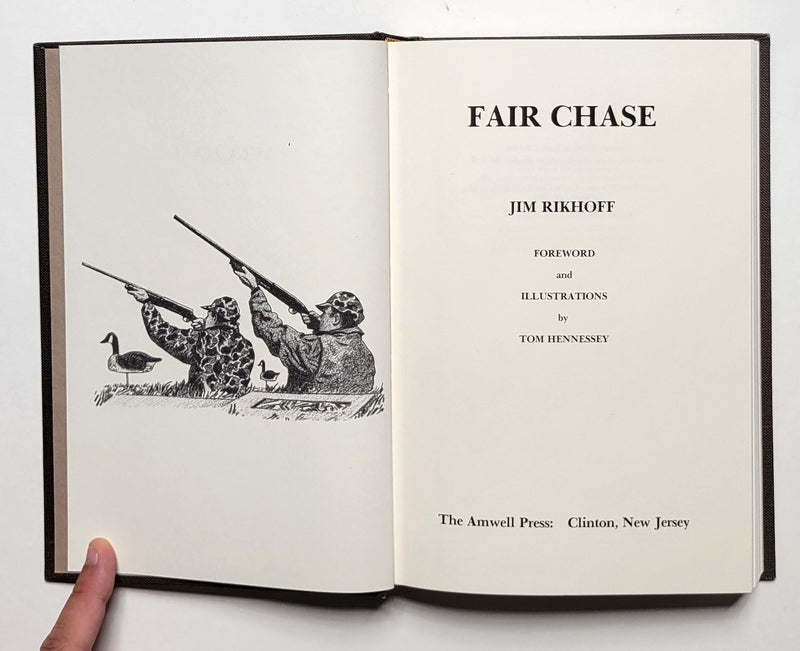 FAIR CHASE
JIM RIKHOFF
FOREWORD
and
ILLUSTRATIONS
by
TOM HENNESSEY
The Amwell Press: Clinton, New Jersey